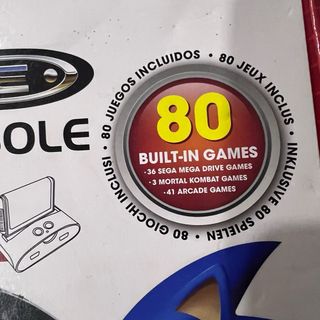 OLE
80 JUEGOS INCLUIDOS • 80 JEUX INCLUS • INKLUSIVE 80 SPIELEN • 80 GIOCHI INCLUSI •
80
BUILT-IN GAMES
·36 SEGA MEGA DRIVE GAMES
·3 MORTAL KOMBAT GAMES
·41 ARCADE GAMES